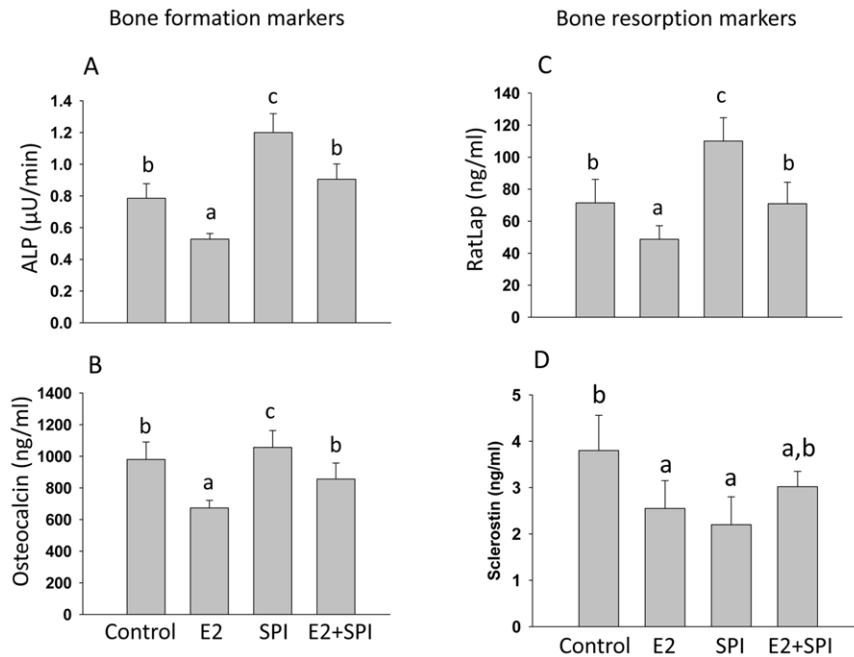 Bone formation markers
Bone resorption markers
A
ALP (µU/min)
1.4
1.2
1.0
0.8
0.6
0.4
0.2
0.0
b
a
c
b
C
RatLap (ng/ml)
140
120
100
80
60
40
20
0
b
a
c
b
B
Osteocalcin (ng/ml)
1400
1200
1000
800
600
400
200
0
b
a
c
b
Control E2 SPI E2+SPI
D
Sclerostin (ng/ml)
5
4
3
2
1
0
b
a
a
a,b
Control E2 SPI E2+SPI